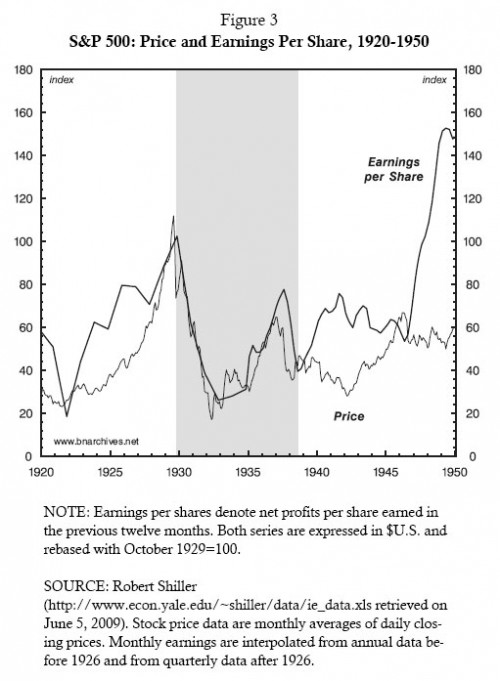 Figure 3
S&P 500: Price and Earnings Per Share, 1920-1950
180
180
index
index
160
160
Earnings
per Share
140
140
120
120
100
100
80
80
60
60
40
40
Price
20
20
www.bnarchives.net
0
0
1920
1925
1930
1935
1940
1945
1950
NOTE: Earnings per shares denote net profits per share earned in
the previous twelve months. Both series are expressed in $U.S. and
rebased with October 1929=100.
SOURCE: Robert Shiller
(http://www.econ.yale.edu/~shiller/data/ie_data.xls retrieved on
June 5, 2009). Stock price data are monthly averages of daily clos-
ing prices. Monthly earnings are interpolated from annual data be-
fore 1926 and from quarterly data after 1926.